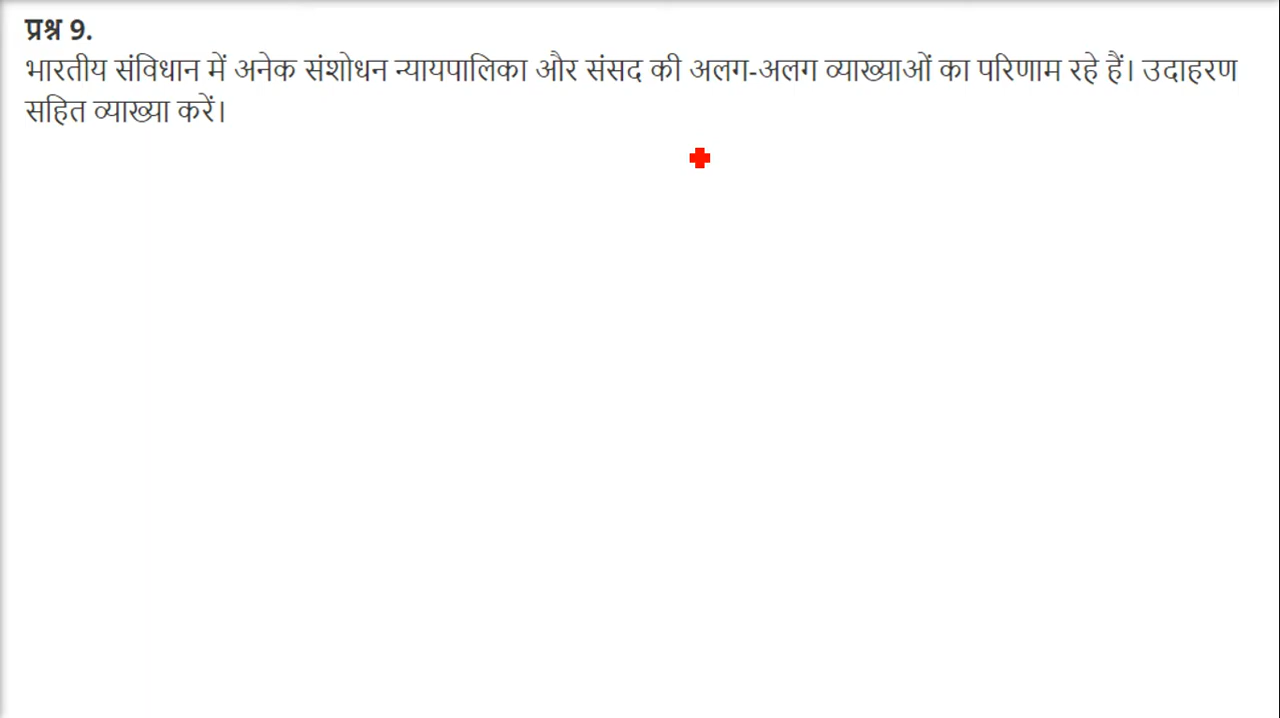 प्रश्न 9.
भारतीय संविधान में अनेक संशोधन न्यायपालिका और संसद की अलग-अलग व्याख्याओं का परिणाम रहे हैं। उदाहरण
सहित व्याख्या करें।